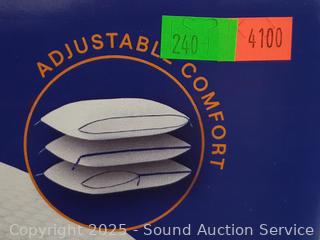 ADJUSTABLE COMFORT
240
4100
Copyright 2025 - Sound Auction Service